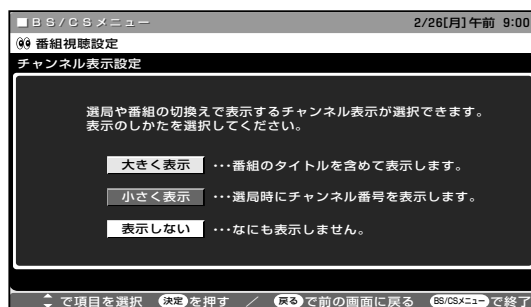 ■BS/CSメニュー 2/26[月]午前 9:00
番組視聴設定
チャンネル表示設定
選局や番組の切換えで表示するチャンネル表示が選択できます。
表示のしかたを選択してください。
大きく表示 ･･･番組のタイトルを含めて表示します。
小さく表示 ･･･選局時にチャンネル番号を表示します。
表示しない ･･･なにも表示しません。
で項目を選択 決定を押す ／ 戻るで前の画面に戻る BS/CSメニューで終了